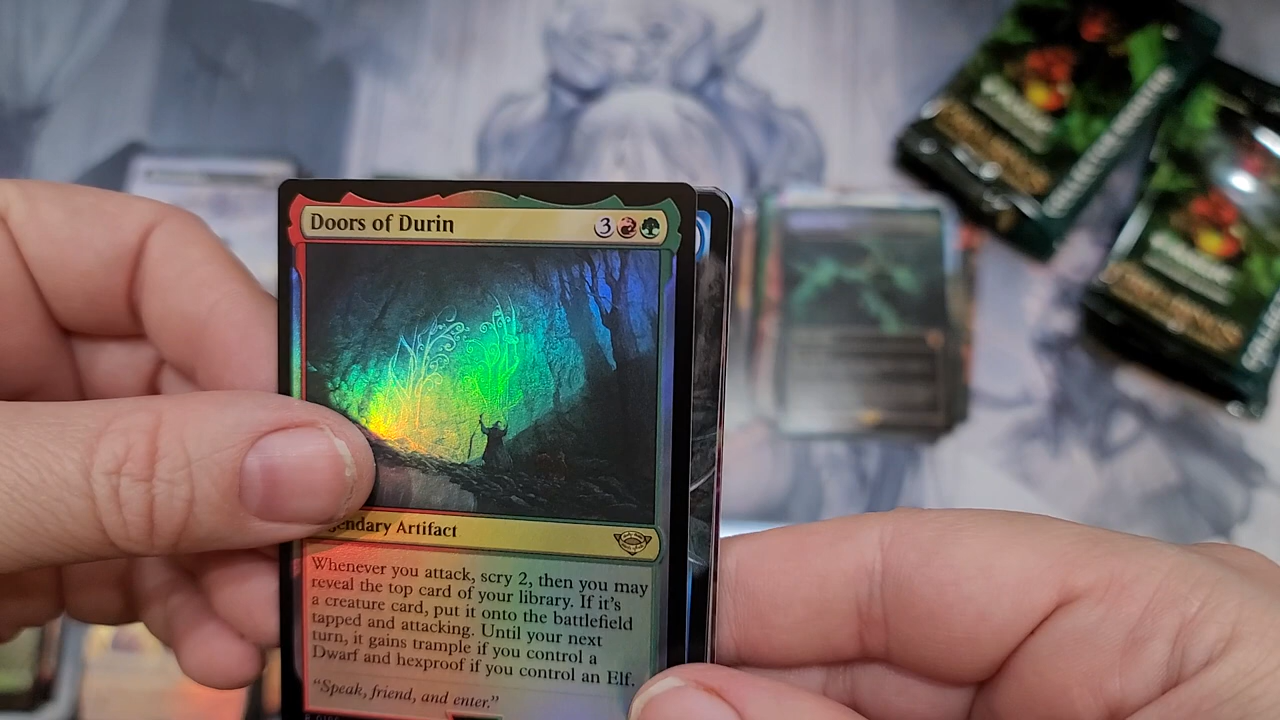 Doors of Durin
3
gendary Artifact
Whenever you attack, scry 2, then you may
reveal the top card of your library. If it's
a creature card, put it onto the battlefield
tapped and attacking. Until your next
turn, it gains trample if you control a
Dwarf and hexproof if you control an Elf.
"Speak, friend, and enter."